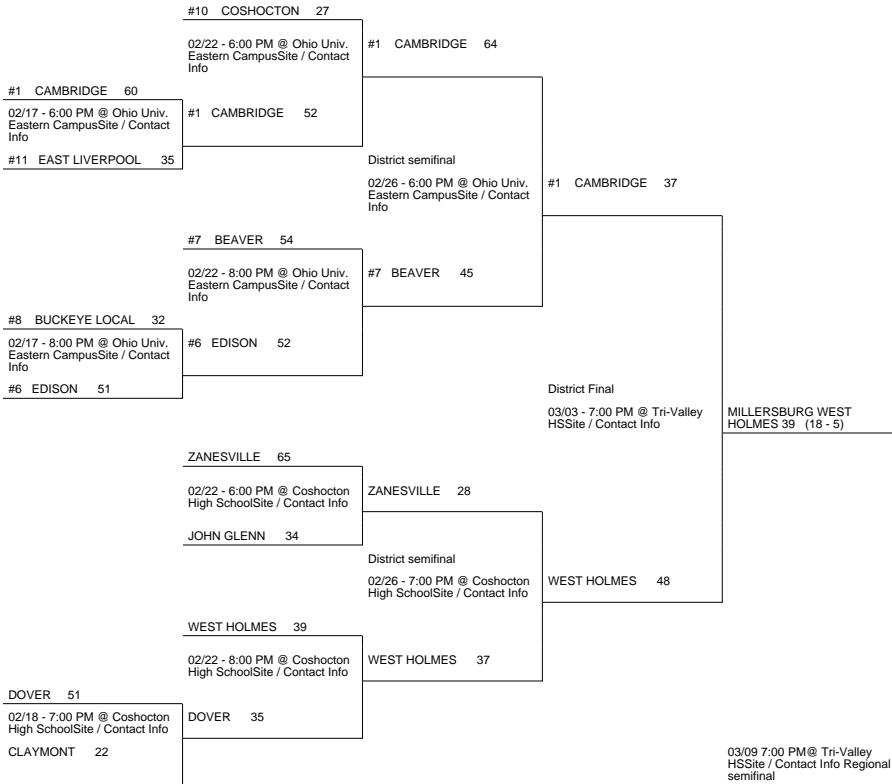 #10 COSHOCTON 27
02/22 - 6:00 PM @ Ohio Univ.
Eastern CampusSite / Contact
Info
#1 CAMBRIDGE 64
#1 CAMBRIDGE 60
02/17 - 6:00 PM @ Ohio Univ.
Eastern CampusSite / Contact
Info
#1 CAMBRIDGE 52
#11 EAST LIVERPOOL 35
District semifinal
02/26 - 6:00 PM @ Ohio Univ.
Eastern CampusSite / Contact
Info
#1 CAMBRIDGE 37
#7 BEAVER 54
02/22 - 8:00 PM @ Ohio Univ.
Eastern CampusSite / Contact
Info
#7 BEAVER 45
#8 BUCKEYE LOCAL 32
02/17 - 8:00 PM @ Ohio Univ.
Eastern CampusSite / Contact
Info
#6 EDISON 52
#6 EDISON 51
District Final
03/03 - 7:00 PM @ Tri-Valley
HSSite / Contact Info
MILLERSBURG WEST
HOLMES 39 (18 - 5)
ZANESVILLE 65
02/22 - 6:00 PM @ Coshocton
High SchoolSite / Contact Info
ZANESVILLE 28
JOHN GLENN 34
District semifinal
02/26 - 7:00 PM @ Coshocton
High SchoolSite / Contact Info
WEST HOLMES 48
WEST HOLMES 39
02/22 - 8:00 PM @ Coshocton
High SchoolSite / Contact Info
WEST HOLMES 37
DOVER 51
02/18 - 7:00 PM @ Coshocton
High SchoolSite / Contact Info
DOVER 35
CLAYMONT 22
03/09 7:00 PM@ Tri-Valley
HSSite / Contact Info Regional
semifinal